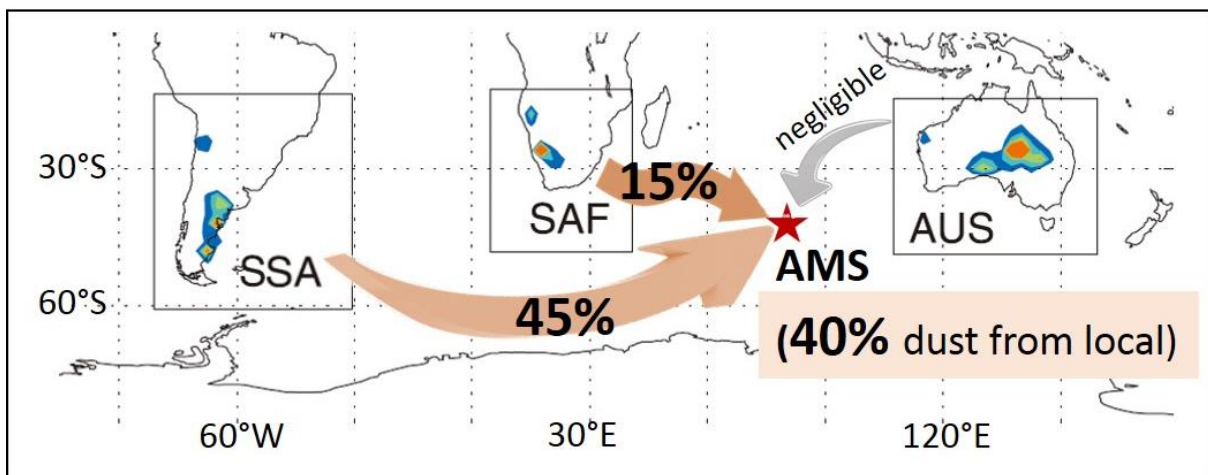 negligible
30°S
15%
SAF
AUS
SSA
AMS
60°S
45%
(40% dust from local)
60°W
30°E
120°E